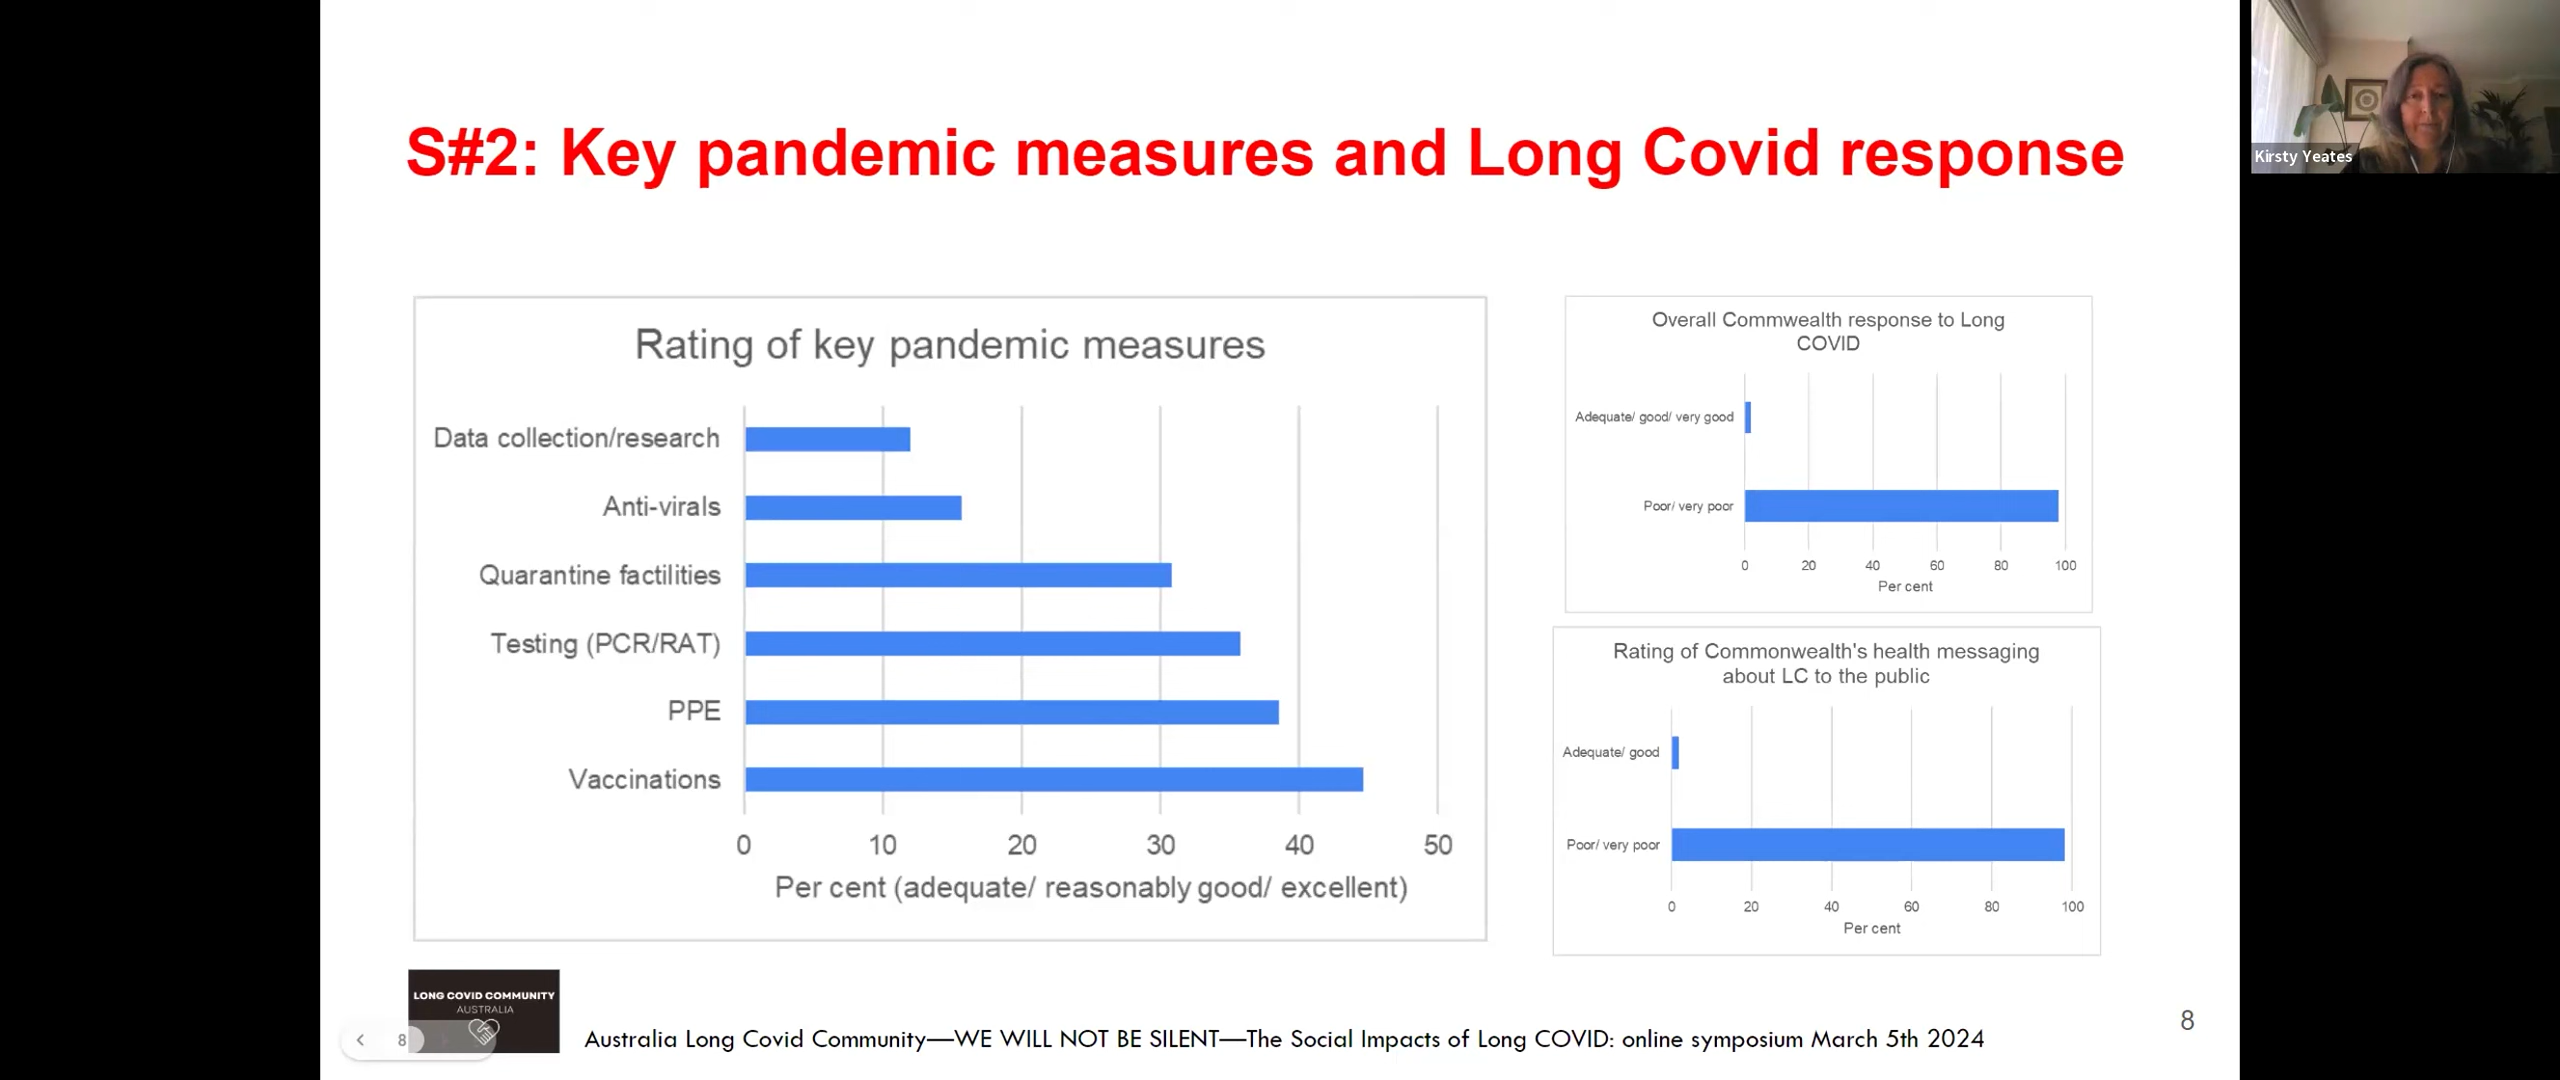 S#2: Key pandemic measures and Long Covid response
Kirsty Yeates
Rating of key pandemic measures
Data collection/research
Anti-virals
Quarantine factilities
Testing (PCR/RAT)
PPE
Vaccinations
0 10 20 30 40 50
Per cent (adequate/ reasonably good/ excellent)
Overall Commwealth response to Long
COVID
Adequate/ good/ very good
Poor/ very poor
0 20 40 60 80 100
Per cent
Rating of Commonwealth's health messaging
about LC to the public
Adequate/ good
Poor/ very poor
0 20 40 60 80 100
Per cent
LONG COVID COMMUNITY
AUSTRALIA
8
Australia Long Covid Community—WE WILL NOT BE SILENT—The Social Impacts of Long COVID: online symposium March 5th 2024
8